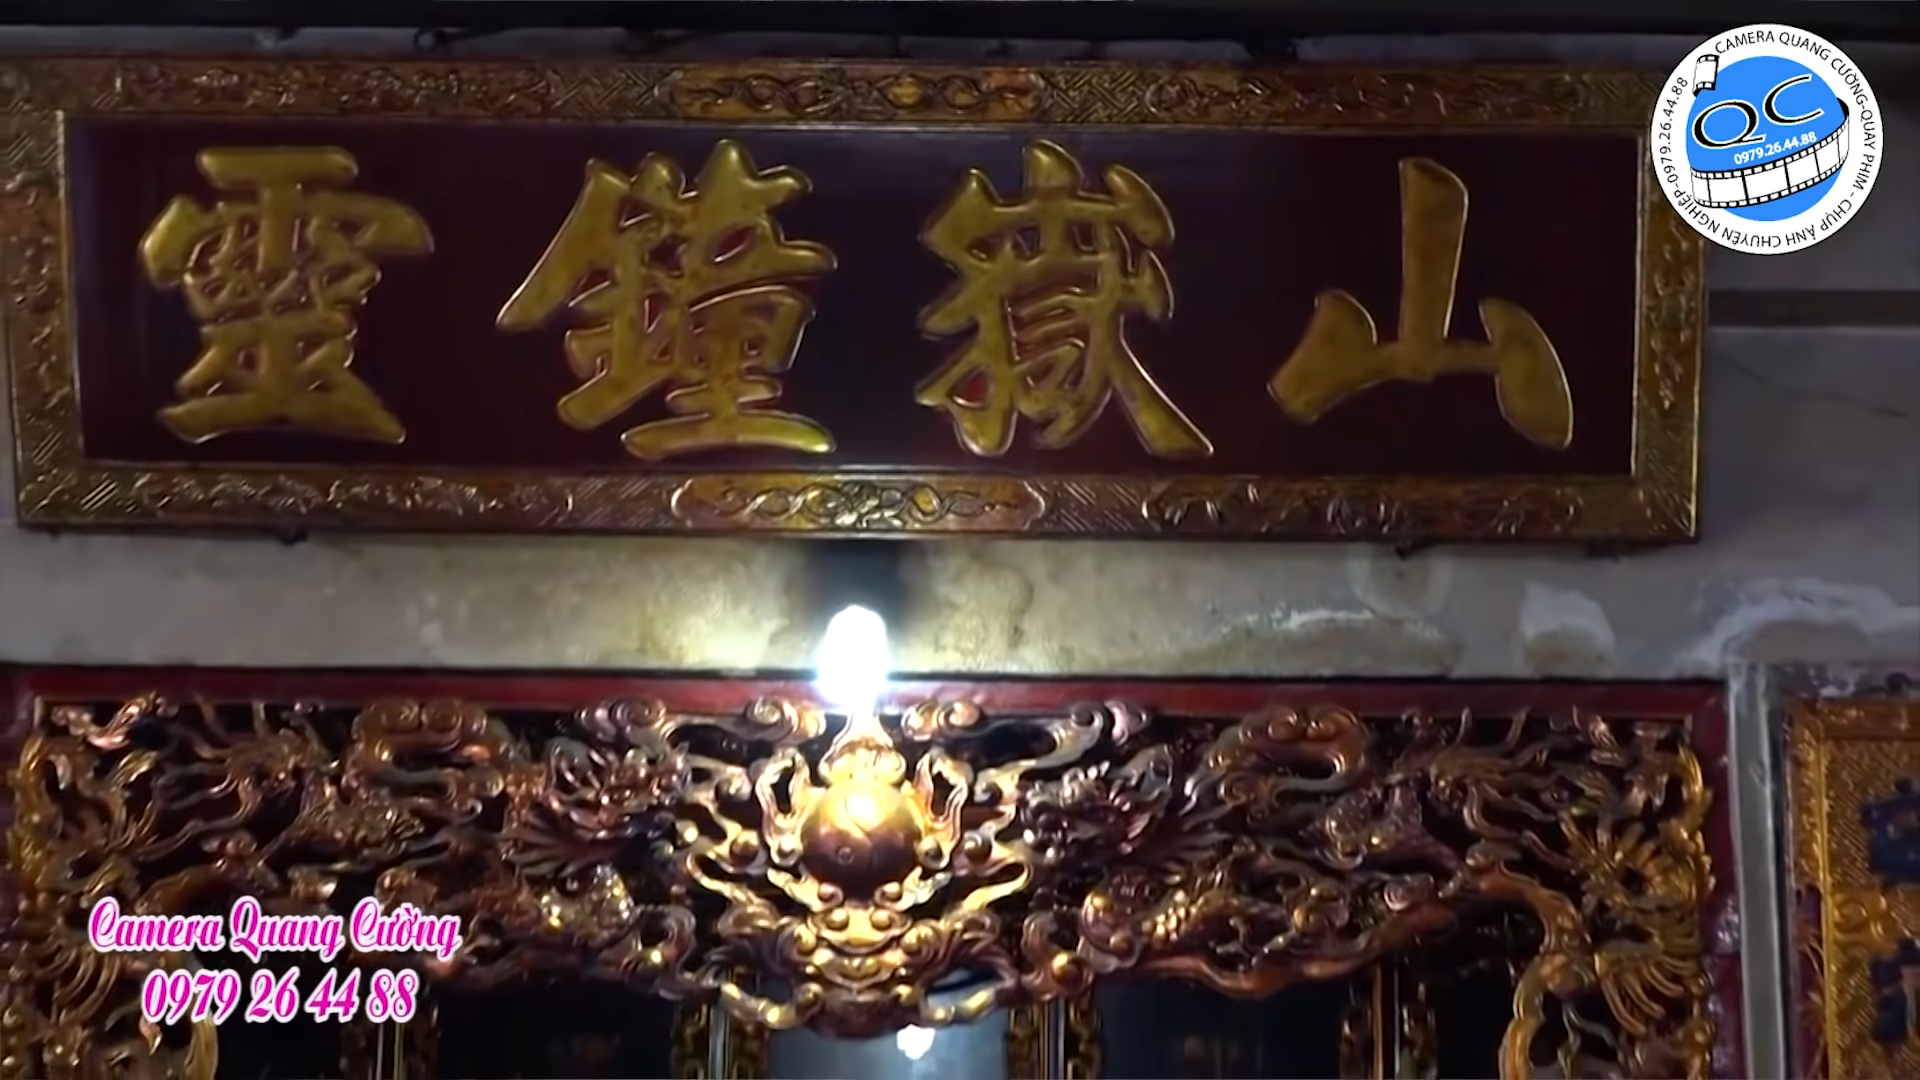 靈鐘嶽山
CAMERA QUANG CƯỜNG-QUAY PHIM - CHỤP ẢNH CHUYÊN NGHIỆP-0979.26.44.88
QC
0979.26.44.88
Camera Quang Cường
0979 26 44 88